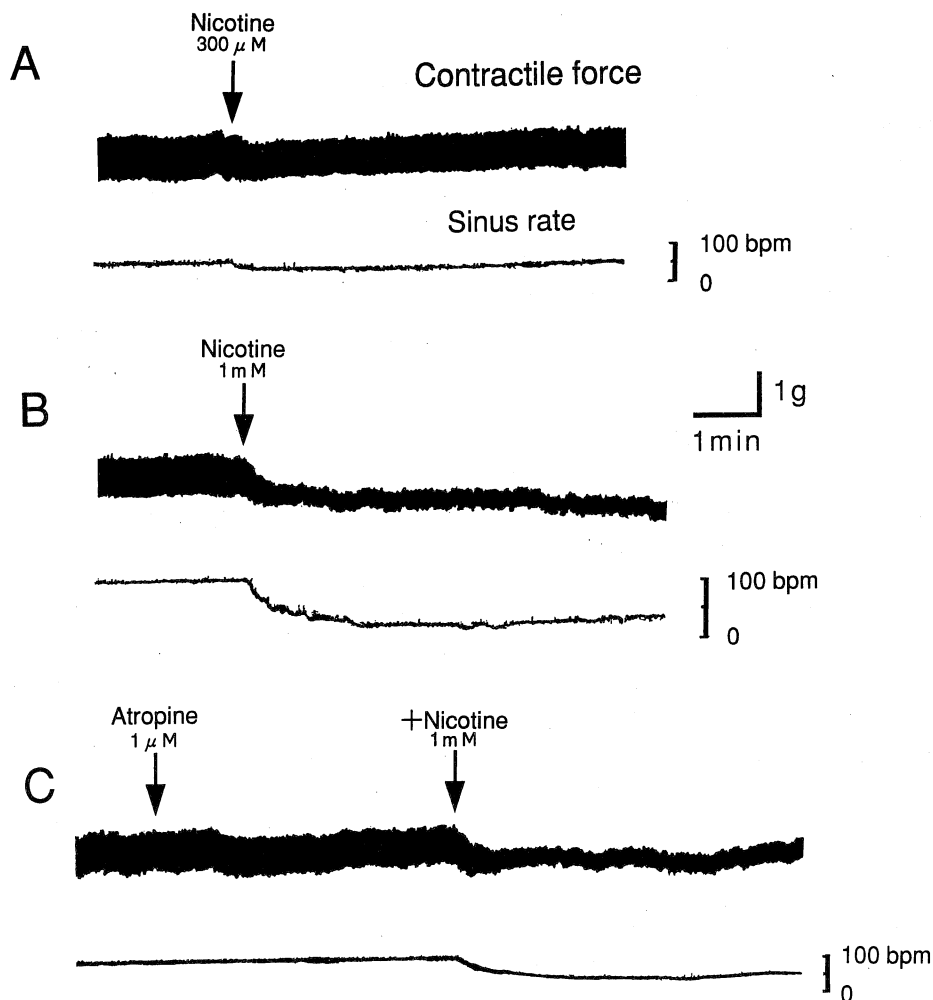 A
Nicotine
300 μ M
Contractile force
Sinus rate
100 bpm
0
Nicotine
1 m M
B
1 g
1 min
100 bpm
0
Atropine
1 μ M
+Nicotine
1 m M
C
100 bpm
0